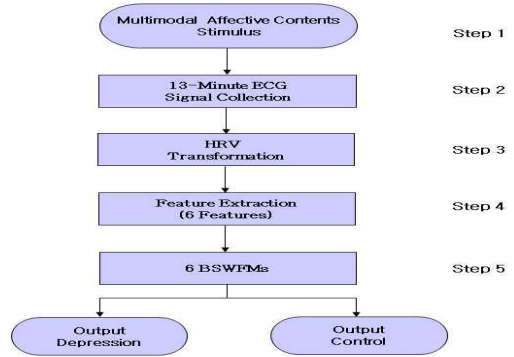 Multimodal Affective Contents
Stimulus
Step 1
13-Minute ECG
Signal Collection
Step 2
HRV
Transformation
Step 3
Feature Extraction
(6 Features)
Step 4
6 BSWFMs
Step 5
Output
Depression
Output
Control